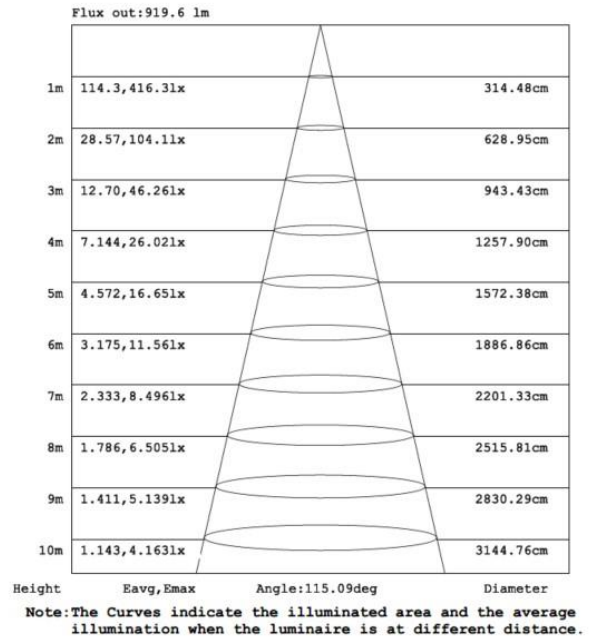 Flux out:919.6 lm
1m 114.3,416.3lx 314.48cm
2m 28.57,104.1lx 628.95cm
3m 12.70,46.26lx 943.43cm
4m 7.144,26.02lx 1257.90cm
5m 4.572,16.65lx 1572.38cm
6m 3.175,11.56lx 1886.86cm
7m 2.333,8.496lx 2201.33cm
8m 1.786,6.505lx 2515.81cm
9m 1.411,5.139lx 2830.29cm
10m 1.143,4.163lx 3144.76cm
Height Eavg,Emax Angle:115.09deg Diameter
Note:The Curves indicate the illuminated area and the average
illumination when the luminaire is at different distance.